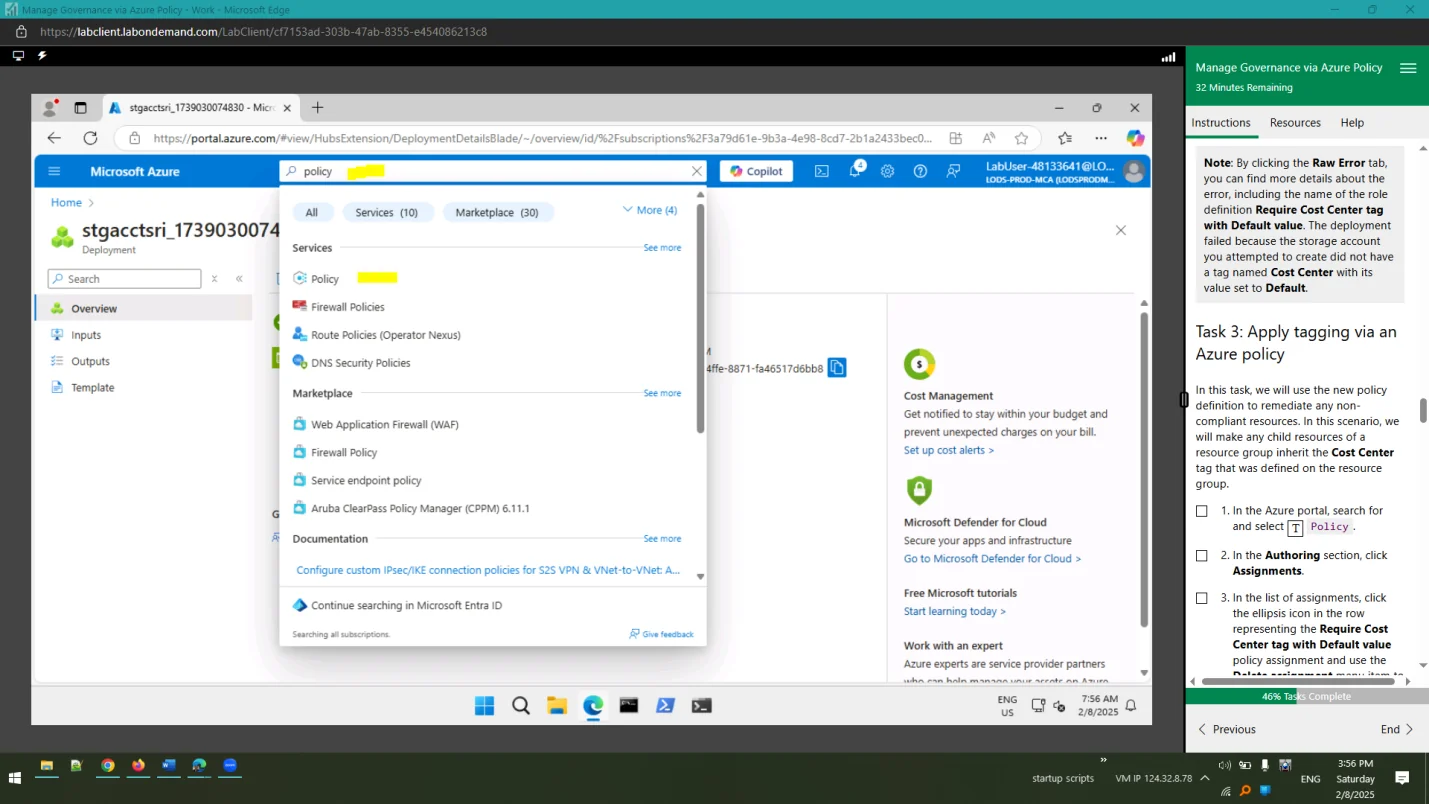 Manage Governance via Azure Policy - Work - Microsoft Edge
https://labclient.labondemand.com/LabClient/cf7153ad-303b-47ab-8355-e454086213c8
stgacctsri_1739030074830 - Micr
https://portal.azure.com/#view/HubsExtension/DeploymentDetailsBlade/~/overview/id/%2Fsubscriptions%2F3a79d61e-9b3a-4e98-8cd7-2b1a2433bec0...
Microsoft Azure
policy
Copilot
4
LabUser-48133641@LO...
LODS-PROD-MCA (LODSPRODM...
Home
stgacctsri_1739030074
Deployment
Search
Overview
Inputs
Outputs
Template
All
Services (10)
Marketplace (30)
More (4)
Services
See more
Policy
Firewall Policies
Route Policies (Operator Nexus)
DNS Security Policies
Marketplace
See more
Web Application Firewall (WAF)
Firewall Policy
Service endpoint policy
Aruba ClearPass Policy Manager (CPPM) 6.11.1
Documentation
See more
Configure custom IPsec/IKE connection policies for S2S VPN & VNet-to-VNet: A...
Continue searching in Microsoft Entra ID
Searching all subscriptions.
Give feedback
4ffe-8871-fa46517d6bb8
Cost Management
Get notified to stay within your budget and
prevent unexpected charges on your bill.
Set up cost alerts >
Microsoft Defender for Cloud
Secure your apps and infrastructure
Go to Microsoft Defender for Cloud >
Free Microsoft tutorials
Start learning today >
Work with an expert
Azure experts are service provider partners
who can help manage your assets on Azure
ENG
US
7:56 AM
2/8/2025
Manage Governance via Azure Policy
32 Minutes Remaining
Instructions
Resources
Help
Note: By clicking the Raw Error tab,
you can find more details about the
error, including the name of the role
definition Require Cost Center tag
with Default value. The deployment
failed because the storage account
you attempted to create did not have
a tag named Cost Center with its
value set to Default.
Task 3: Apply tagging via an
Azure policy
In this task, we will use the new policy
definition to remediate any non-
compliant resources. In this scenario, we
will make any child resources of a
resource group inherit the Cost Center
tag that was defined on the resource
group.
1. In the Azure portal, search for
and select T Policy.
2. In the Authoring section, click
Assignments.
3. In the list of assignments, click
the ellipsis icon in the row
representing the Require Cost
Center tag with Default value
policy assignment and use the
Delete assignment menu item to
46% Tasks Complete
Previous
End
startup scripts
VM IP 124.32.8.78
ENG
3:56 PM
Saturday
2/8/2025